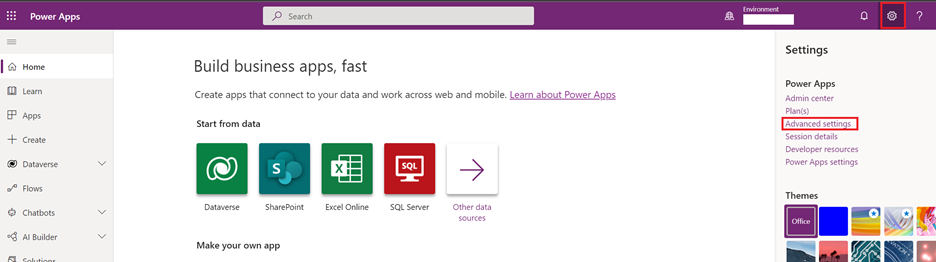 Power Apps
Search
Environment
?
Home
Learn
Apps
Create
Dataverse
Flows
Chatbots
AI Builder
Solutions
Build business apps, fast
Create apps that connect to your data and work across web and mobile. Learn about Power Apps
Start from data
S
X
SQL
Dataverse
SharePoint
Excel Online
SQL Server
Other data
sources
Make your own app
Settings
Power Apps
Admin center
Plan(s)
Advanced settings
Session details
Developer resources
Power Apps settings
Themes
Office